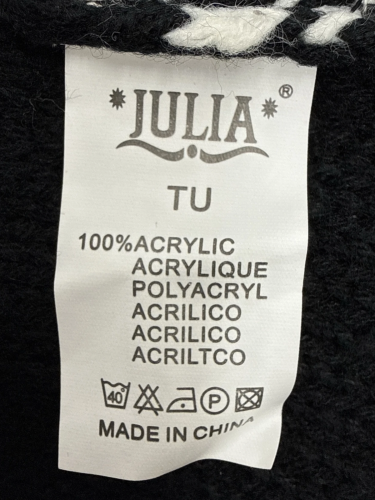 JULIA ®
TU
100%ACRYLIC
ACRYLIQUE
POLYACRYL
ACRILICO
ACRILICO
ACRILTCO
40° P
MADE IN CHINA